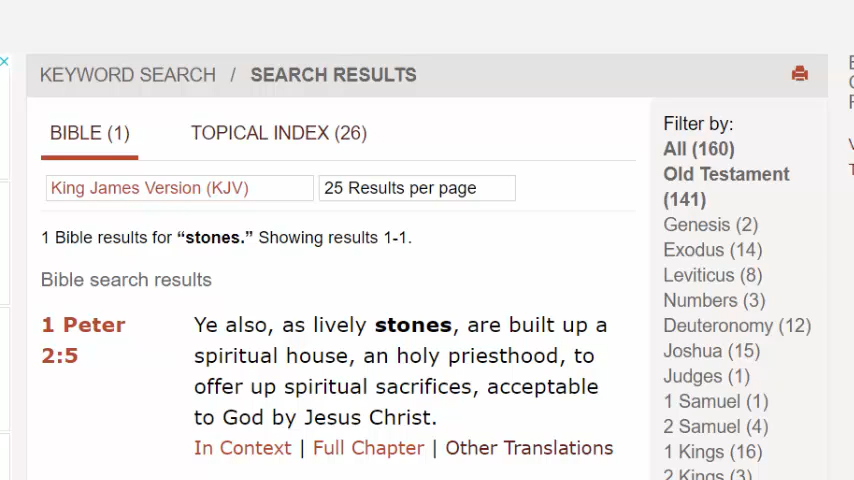 KEYWORD SEARCH / SEARCH RESULTS
BIBLE (1) TOPICAL INDEX (26)
King James Version (KJV) 25 Results per page
1 Bible results for “stones.” Showing results 1-1.
Bible search results
1 Peter 2:5
Ye also, as lively stones, are built up a
spiritual house, an holy priesthood, to
offer up spiritual sacrifices, acceptable
to God by Jesus Christ.
In Context | Full Chapter | Other Translations
Filter by:
All (160)
Old Testament
(141)
Genesis (2)
Exodus (14)
Leviticus (8)
Numbers (3)
Deuteronomy (12)
Joshua (15)
Judges (1)
1 Samuel (1)
2 Samuel (4)
1 Kings (16)
2 Kings (3)